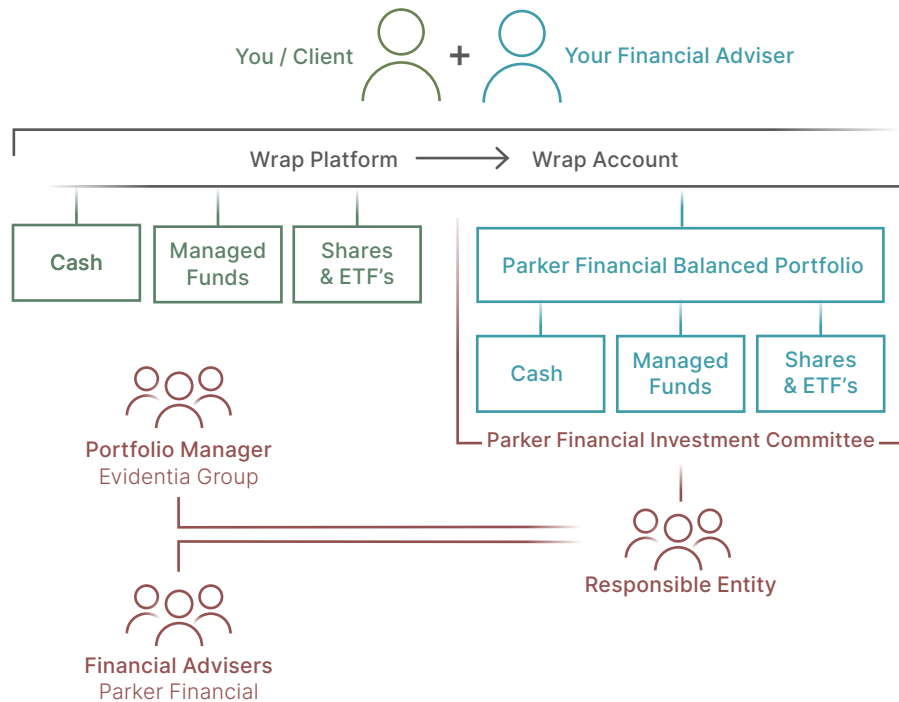 You / Client + Your Financial Adviser
Wrap Platform → Wrap Account
Cash
Managed
Funds
Shares
& ETF's
Parker Financial Balanced Portfolio
Cash
Managed
Funds
Shares
& ETF's
Parker Financial Investment Committee
Portfolio Manager
Evidentia Group
Responsible Entity
Financial Advisers
Parker Financial